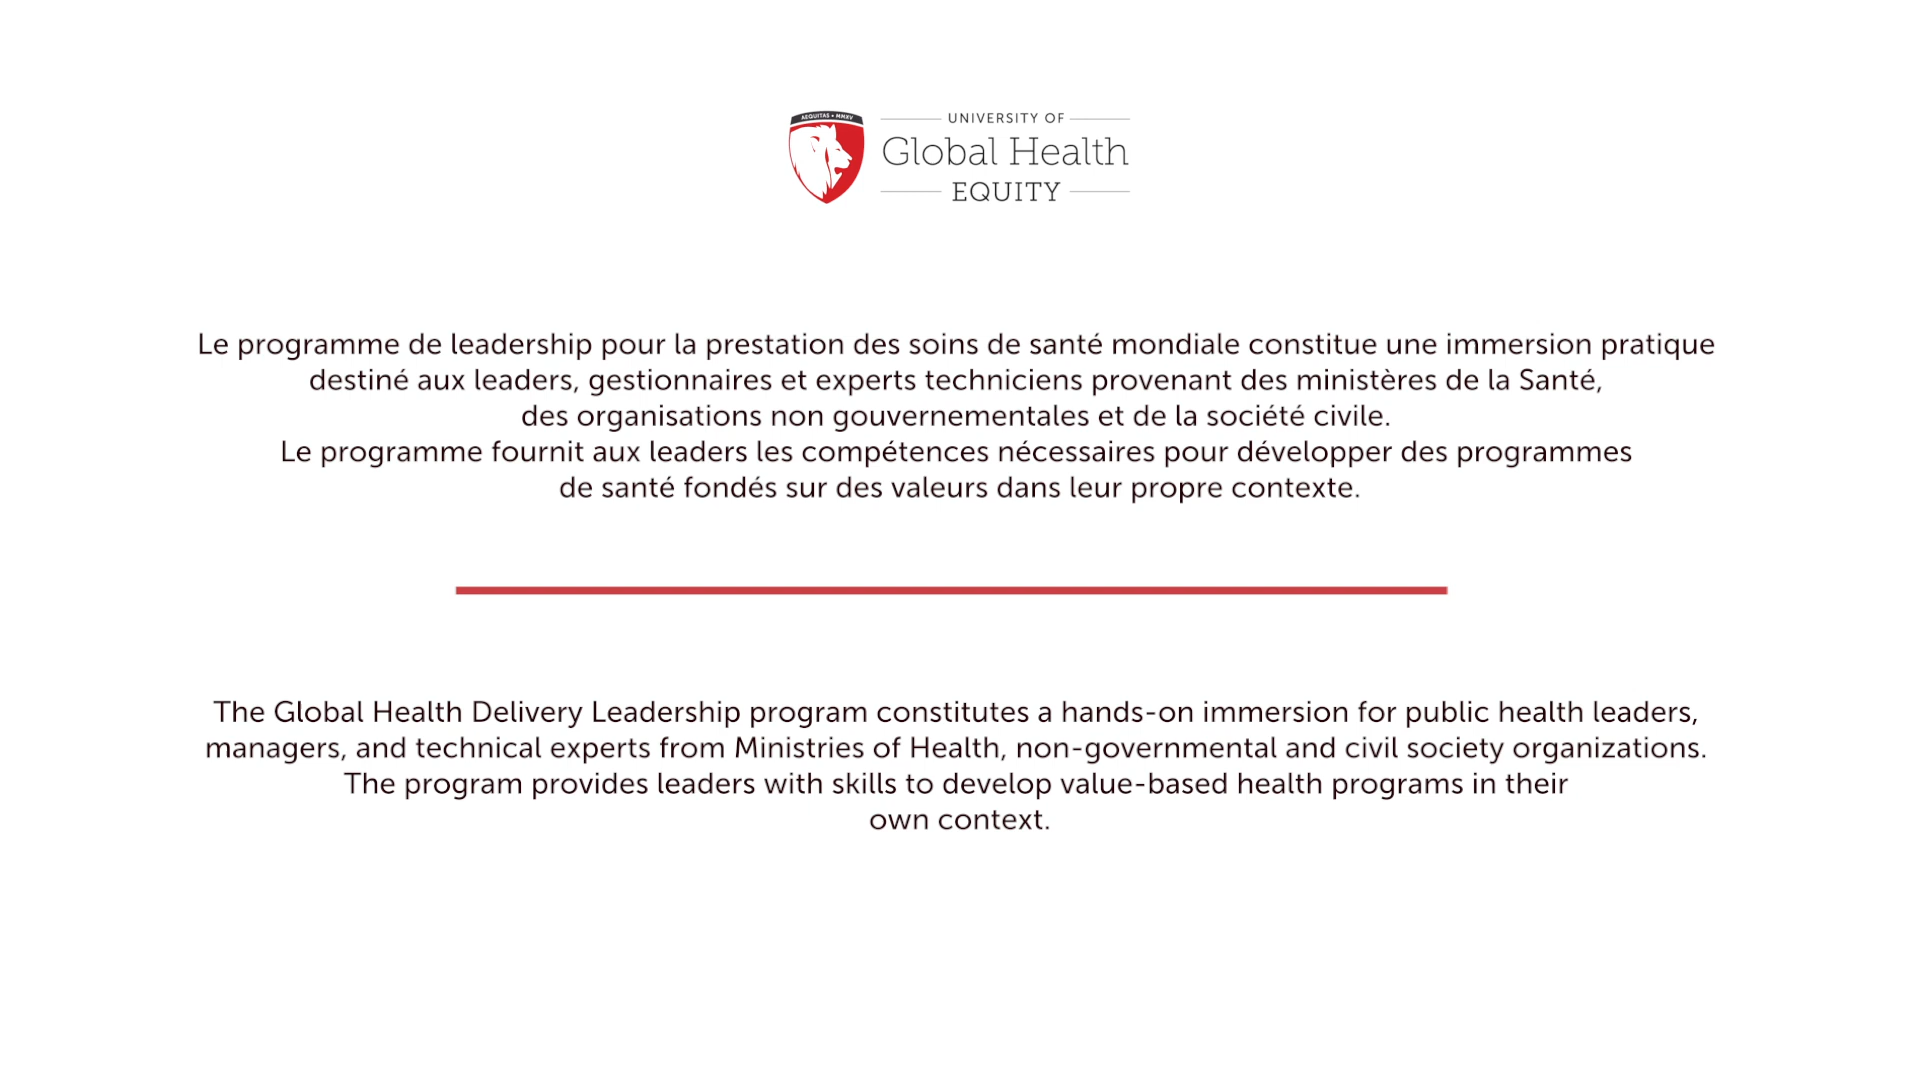 AEQUITAS • MMXV
UNIVERSITY OF
Global Health
EQUITY
Le programme de leadership pour la prestation des soins de santé mondiale constitue une immersion pratique
destiné aux leaders, gestionnaires et experts techniciens provenant des ministères de la Santé,
des organisations non gouvernementales et de la société civile.
Le programme fournit aux leaders les compétences nécessaires pour développer des programmes
de santé fondés sur des valeurs dans leur propre contexte.
The Global Health Delivery Leadership program constitutes a hands-on immersion for public health leaders,
managers, and technical experts from Ministries of Health, non-governmental and civil society organizations.
The program provides leaders with skills to develop value-based health programs in their
own context.